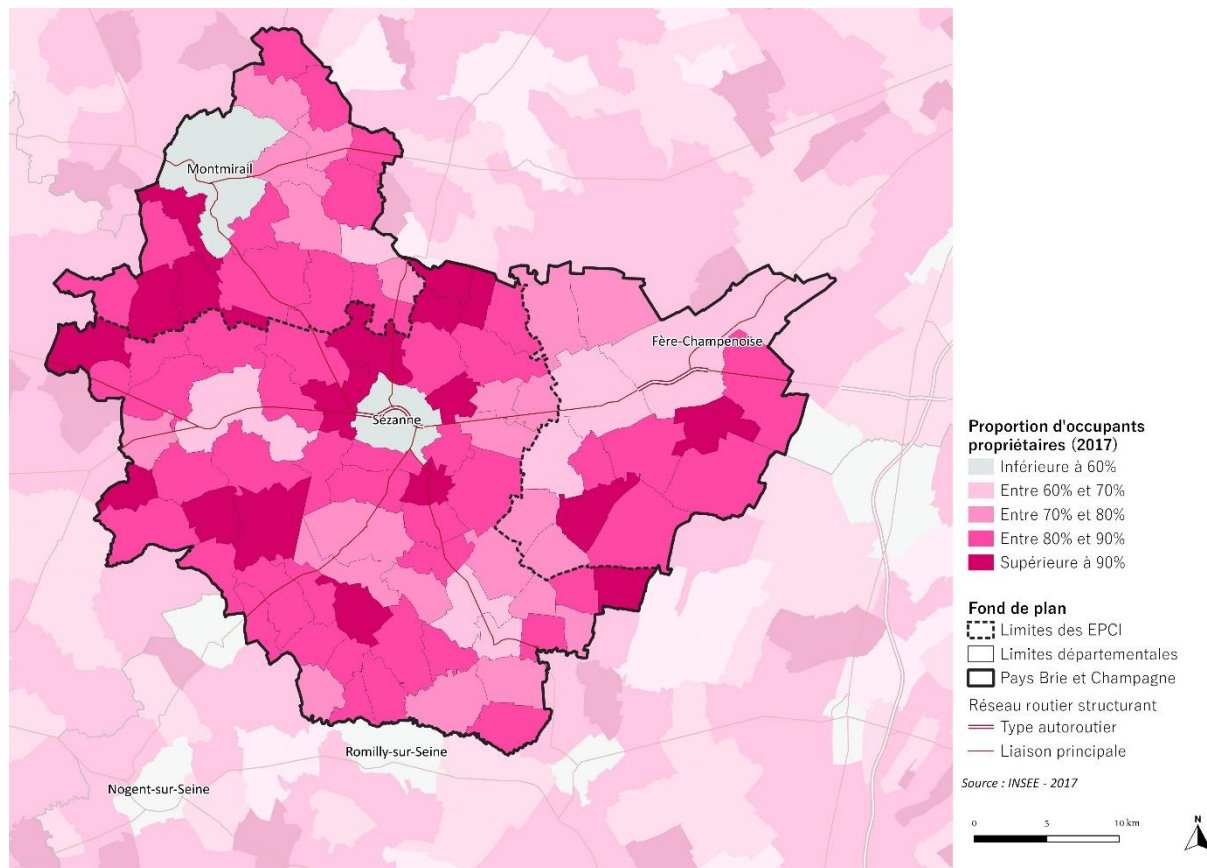 Montmirail
Fère-Champenoise
Sézanne
Romilly-sur-Seine
Nogent-sur-Seine
Proportion d'occupants
propriétaires (2017)
Inférieure à 60%
Entre 60% et 70%
Entre 70% et 80%
Entre 80% et 90%
Supérieure à 90%
Fond de plan
Limites des EPCI
Limites départementales
Pays Brie et Champagne
Réseau routier structurant
Type autoroutier
Liaison principale
Source : INSEE - 2017
0 5 10 km
N